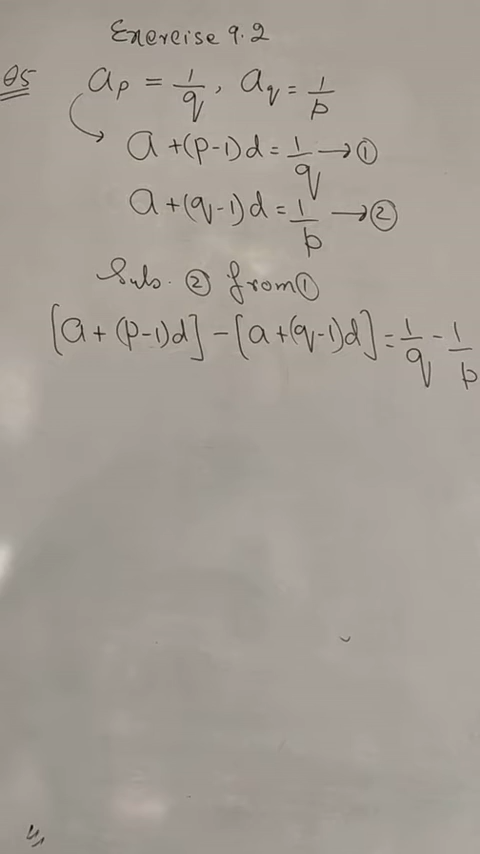 Exercise 9.2
Q5 aₚ = 1/q, a_q = 1/p
a + (p-1)d = 1/q → ①
a + (q-1)d = 1/p → ②
Sub. ② from ①
[a + (p-1)d] - [a + (q-1)d] = 1/q - 1/p